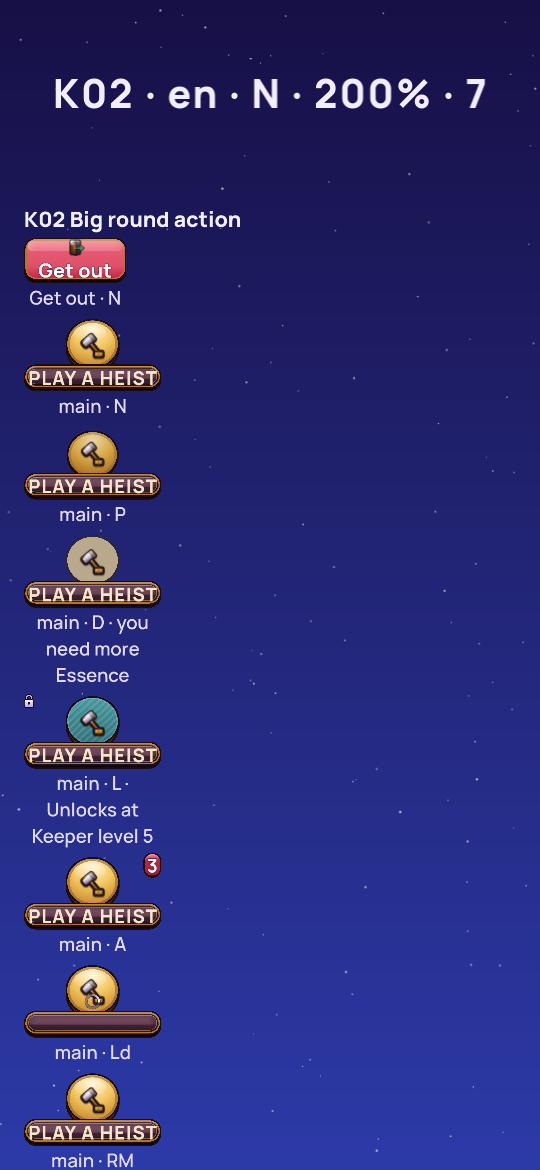 K02 · en · N · 200% · 7
K02 Big round action
Get out
Get out · N
PLAY A HEIST
main · N
PLAY A HEIST
main · P
PLAY A HEIST
main · D · you
need more
Essence
PLAY A HEIST
main · L ·
Unlocks at
Keeper level 5
3
PLAY A HEIST
main · A
main · Ld
PLAY A HEIST
main · RM